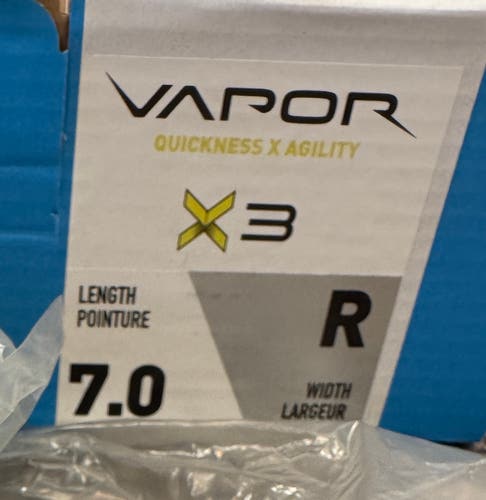 VAPOR
QUICKNESS X AGILITY
X3
LENGTH
POINTURE
7.0
R
WIDTH
LARGEUR